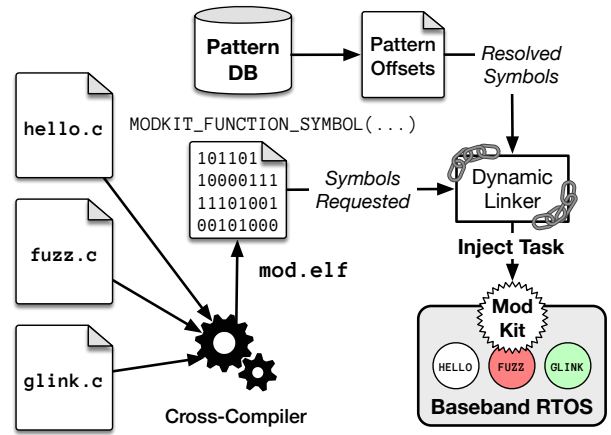 Pattern
DB
Pattern
Offsets
Resolved
Symbols
hello.c
MODKIT_FUNCTION_SYMBOL(...)
101101
10000111
11101001
00101000
Symbols
Requested
Dynamic
Linker
fuzz.c
mod.elf
Inject Task
Mod
Kit
glink.c
HELLO
FUZZ
GLINK
Cross-Compiler
Baseband RTOS